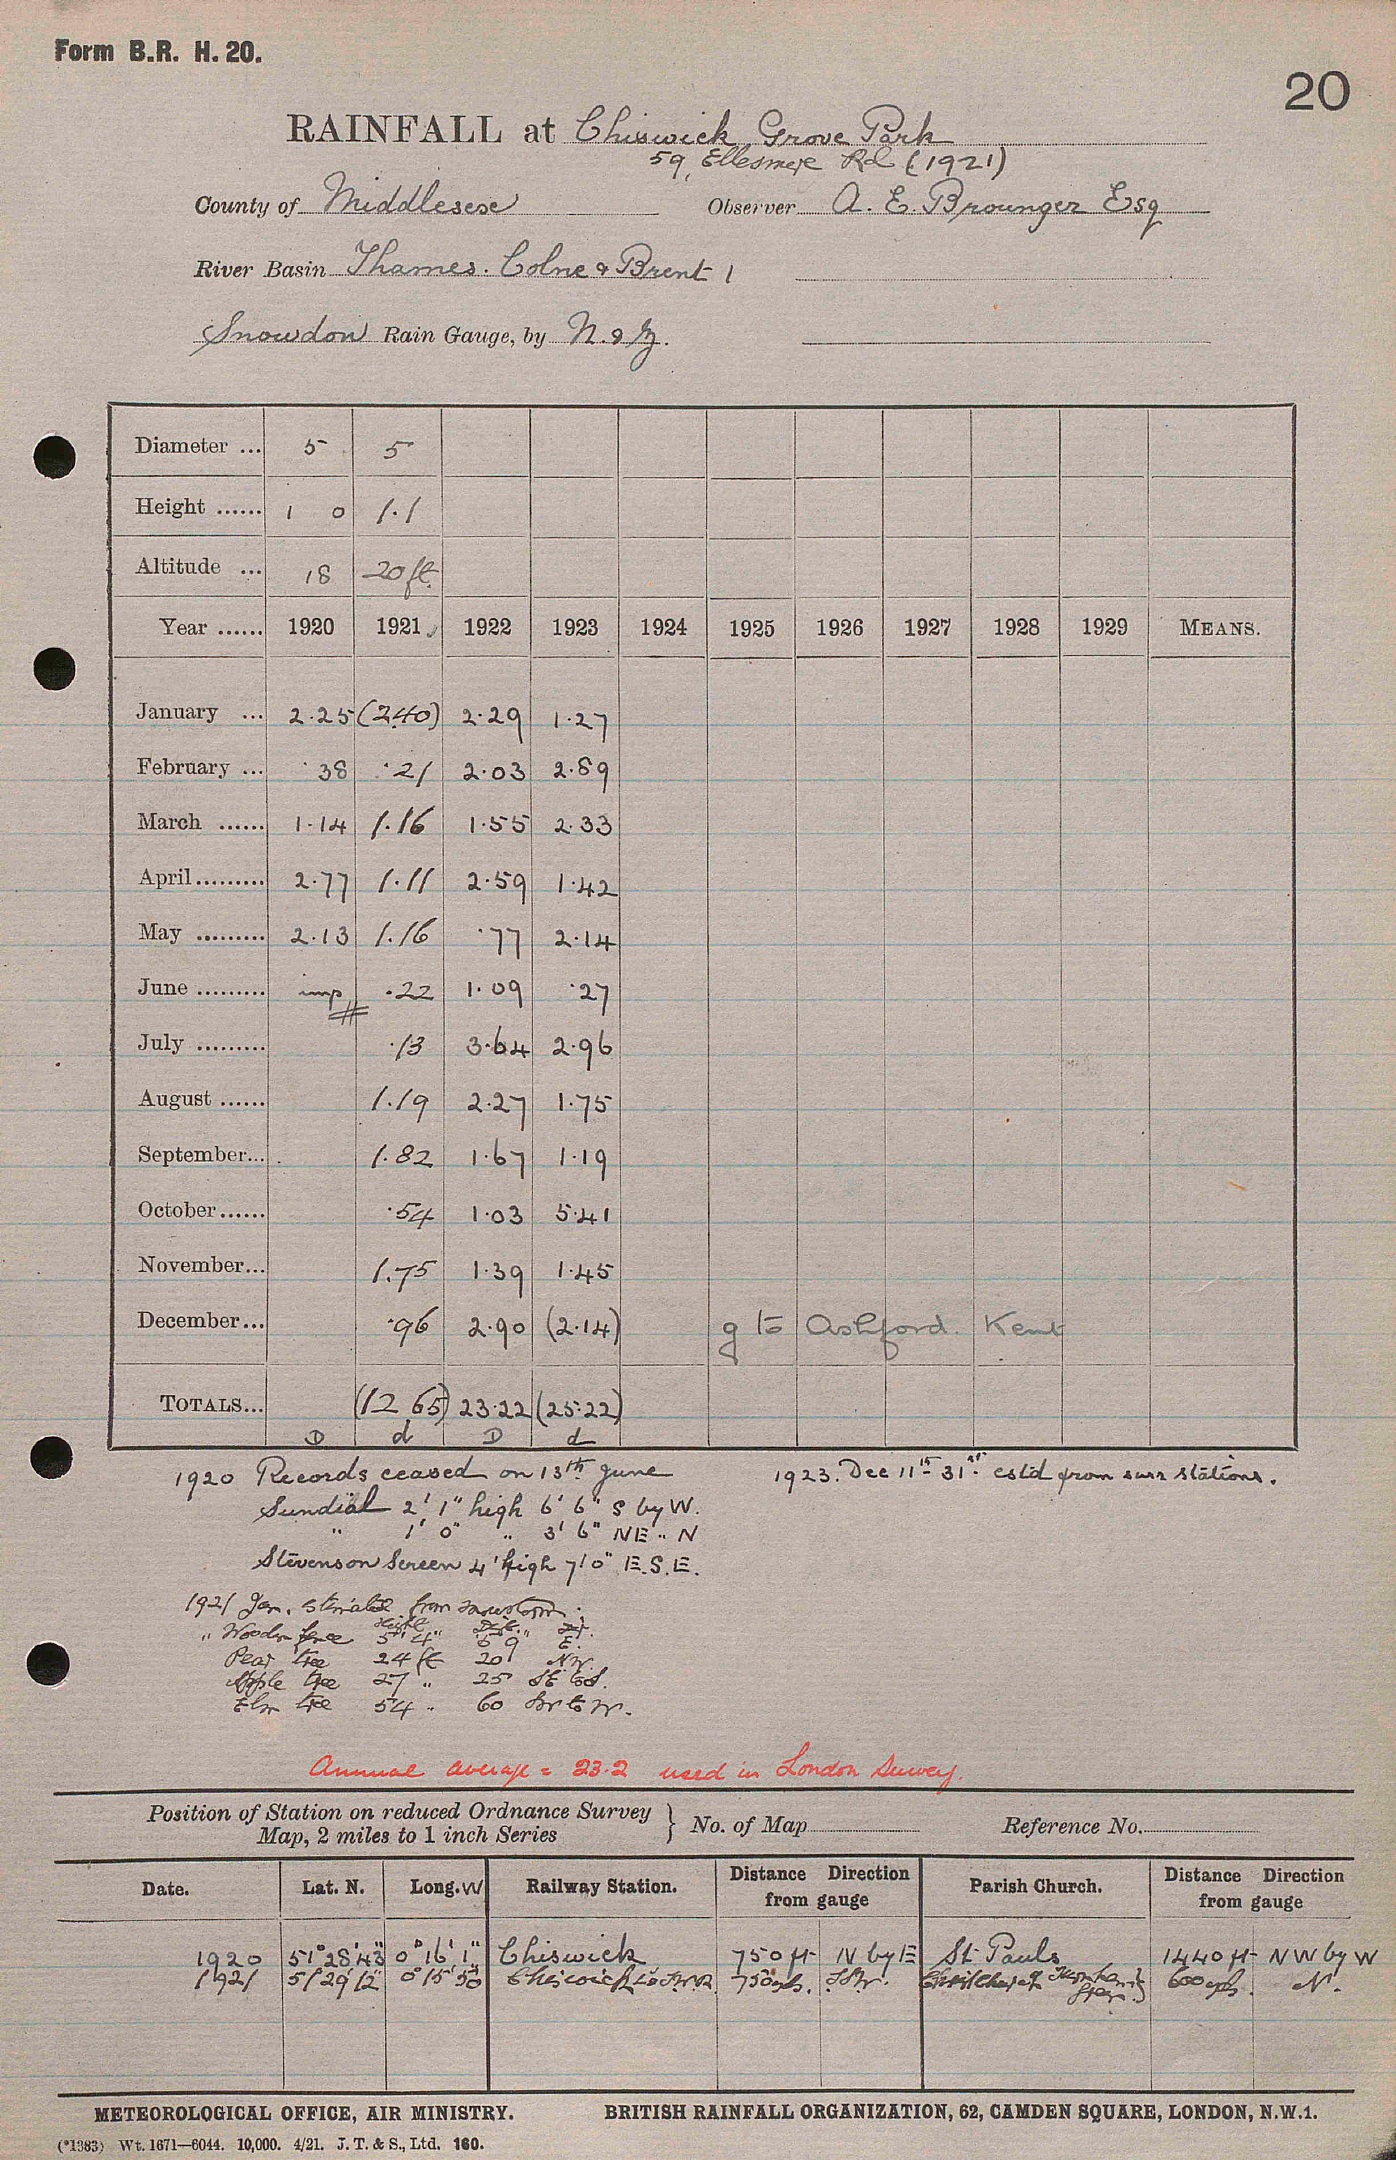 Form B.R. H. 20.
20
RAINFALL at Chiswick Grove Park
59, Ellesmere Rd (1921)
County of Middlesex Observer A. E. Brounger Esq
River Basin Thames. Colne & Brent 1
Snowdon Rain Gauge, by N. & Z.
Diameter ... 5 5
Height ...... 1 0 1.1
Altitude ... 18 20 ft.
Year ...... 1920 1921 1922 1923 1924 1925 1926 1927 1928 1929 MEANS.
January ... 2.25 (2.40) 2.29 1.27
February ... .38 .21 2.03 2.89
March ...... 1.14 1.16 1.55 2.33
April ......... 2.77 1.11 2.59 1.42
May ......... 2.13 1.16 .77 2.14
June ......... imp .22 1.09 .27
July ......... .13 3.64 2.96
August ...... 1.19 2.27 1.75
September... 1.82 1.67 1.19
October ...... .54 1.03 5.41
November... 1.75 1.39 1.45
December ... .96 2.90 (2.14) g to Ashford. Kent
TOTALS... (12 65) 23.22 (25.22)
D d D d
1920 Records ceased on 13th June 1923. Dec 11th - 31st estd from surr stations.
Sundial 2' 1" high 6' 6" S by W.
" 1' 0" " 3' 6" NE " N
Stevenson Screen 4' high 7' 0" E.S.E.
1921 Jan. from
" Wooden fence 5' 4" 6 9 E.
Pear tree 24 ft 20 NW
Apple tree 27 " 25 SE
Elm tree 54 " 60 SW to W.
Annual average = 23.2 used in London Survey.
Position of Station on reduced Ordnance Survey Map, 2 miles to 1 inch Series } No. of Map Reference No.
Date. Lat. N. Long. W Railway Station. Distance Direction from gauge Parish Church. Distance Direction from gauge
1920 51° 28' 43" 0° 16' 1" Chiswick 750 ft N by E St Pauls 1440 ft NW by W
1921 51 29 12 0 15 50 Chiswick 750 yds. SSW. Christchurch Turnham Green 600 yds. N.
METEOROLOGICAL OFFICE, AIR MINISTRY. BRITISH RAINFALL ORGANIZATION, 62, CAMDEN SQUARE, LONDON, N.W.1.
(*1383) Wt. 1671—6044. 10,000. 4/21. J. T. & S., Ltd. 160.